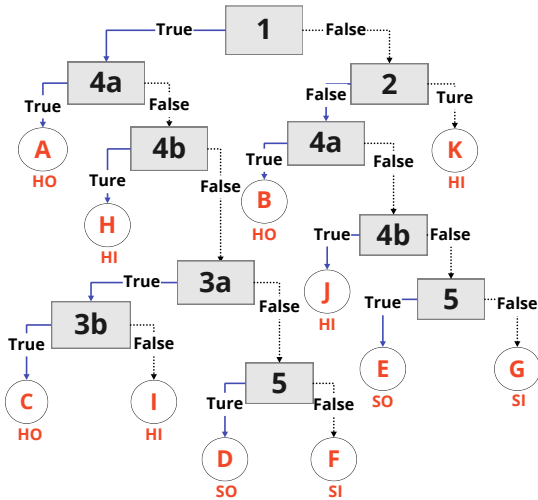 1
True
False
4a
2
True
False
False
Ture
A
HO
4b
4a
K
HI
Ture
False
True
False
H
HI
B
HO
4b
True
False
3a
J
HI
5
True
False
True
False
3b
True
False
E
SO
G
SI
C
HO
I
HI
5
Ture
False
D
SO
F
SI